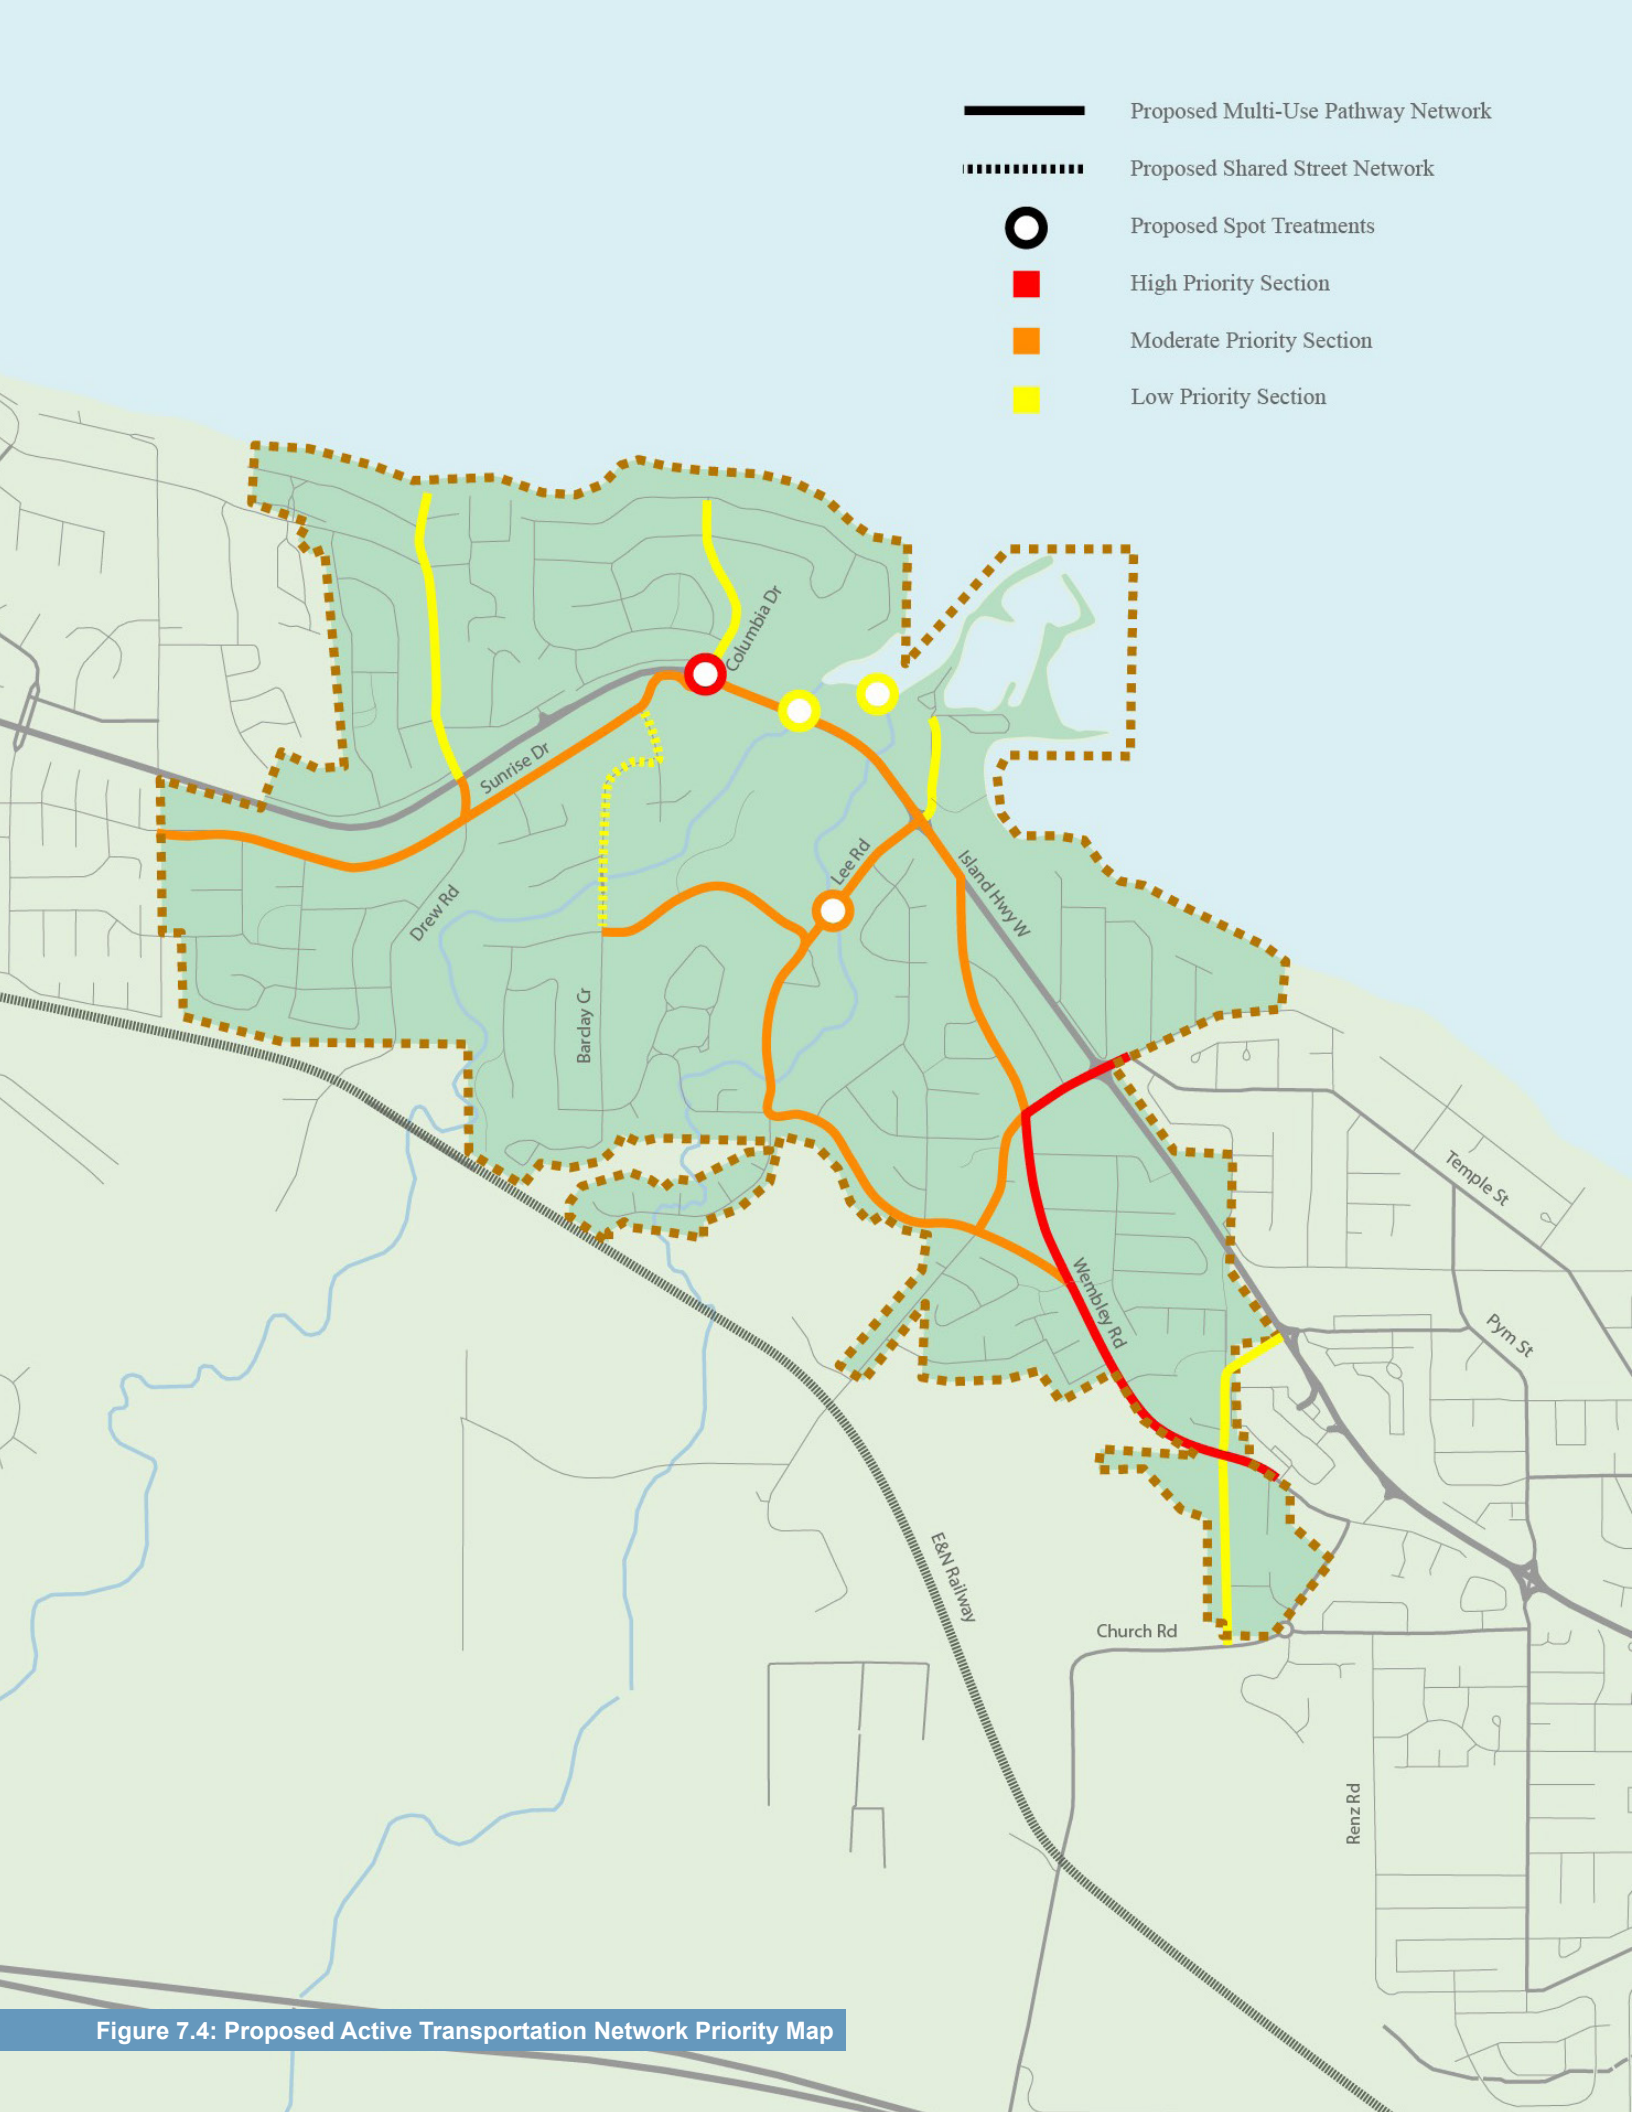 Proposed Multi-Use Pathway Network
Proposed Shared Street Network
Proposed Spot Treatments
High Priority Section
Moderate Priority Section
Low Priority Section
Columbia Dr
Sunrise Dr
Lee Rd
Island Hwy W
Drew Rd
Barclay Cr
Temple St
Wembley Rd
Pym St
E&N Railway
Church Rd
Renz Rd
Figure 7.4: Proposed Active Transportation Network Priority Map